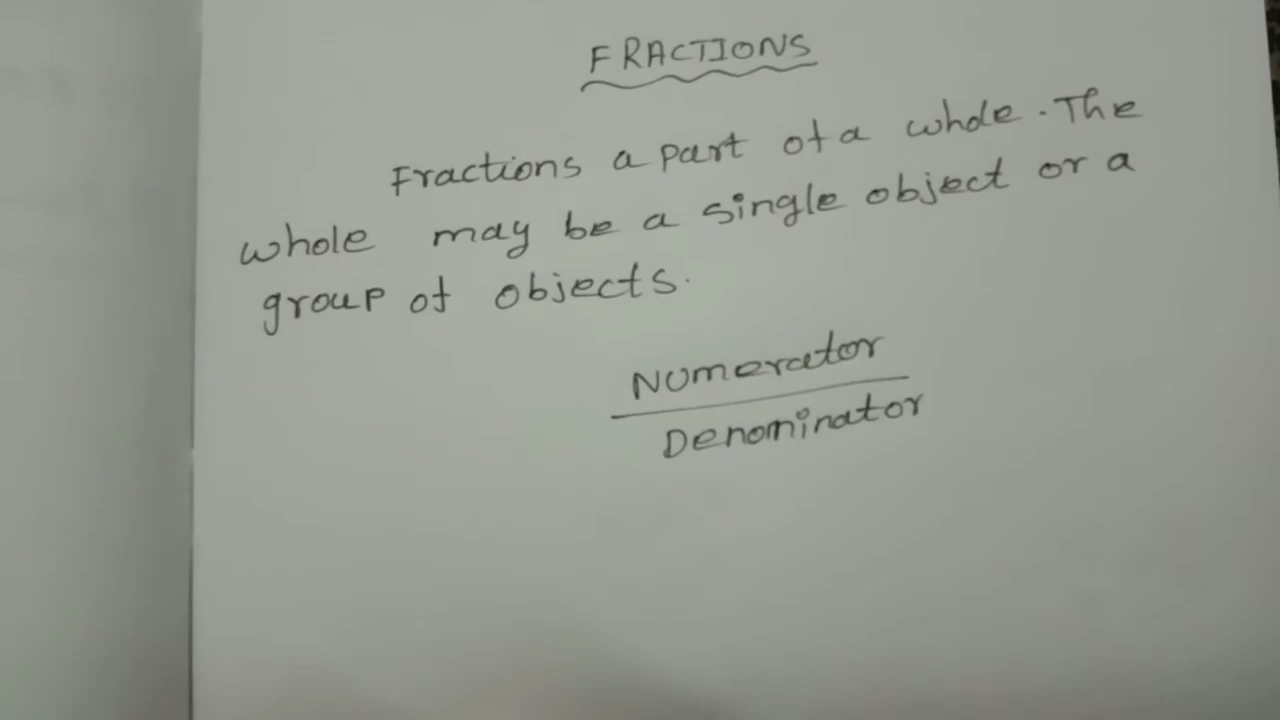 FRACTIONS
Fractions a part of a whole. The
whole may be a single object or a
group of objects.
Numerator
Denominator